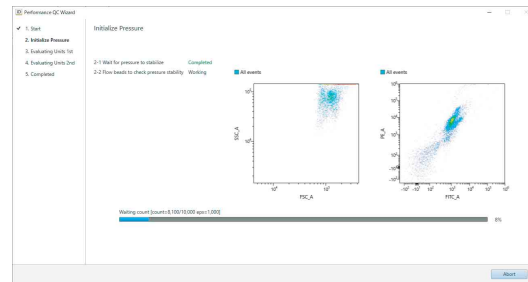 Performance QC Wizard
✔ 1. Start
2. Initialize Pressure
3. Evaluating Units 1st
4. Evaluating Units 2nd
5. Completed
Initialize Pressure
2-1 Wait for pressure to stabilize Completed
2-2 Flow beads to check pressure stability Working
All events
SSC_A
FSC_A
All events
PE_A
FITC_A
Waiting count [count=8,100/10,000 eps=1,000]
8%
Abort